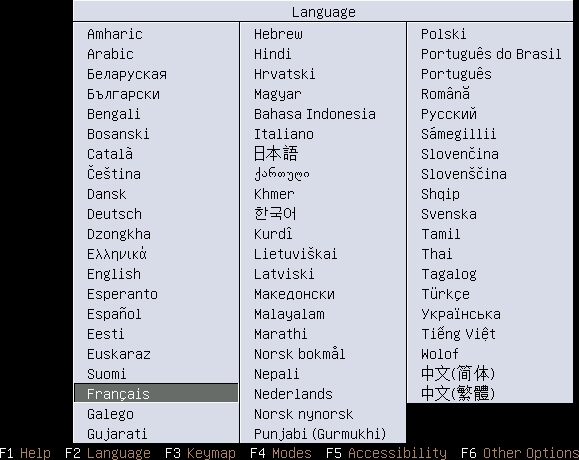 Language
Amharic
Arabic
Беларуская
Български
Bengali
Bosanski
Català
Čeština
Dansk
Deutsch
Dzongkha
Ελληνικά
English
Esperanto
Español
Eesti
Euskaraz
Suomi
Français
Galego
Gujarati
Hebrew
Hindi
Hrvatski
Magyar
Bahasa Indonesia
Italiano
日本語
ქართული
Khmer
한국어
Kurdî
Lietuviškai
Latviski
Македонски
Malayalam
Marathi
Norsk bokmål
Nepali
Nederlands
Norsk nynorsk
Punjabi (Gurmukhi)
Polski
Português do Brasil
Português
Română
Русский
Sámegillii
Slovenčina
Slovenščina
Shqip
Svenska
Tamil
Thai
Tagalog
Türkçe
Українська
Tiếng Việt
Wolof
中文(简体)
中文(繁體)
F1 Help F2 Language F3 Keymap F4 Modes F5 Accessibility F6 Other Options